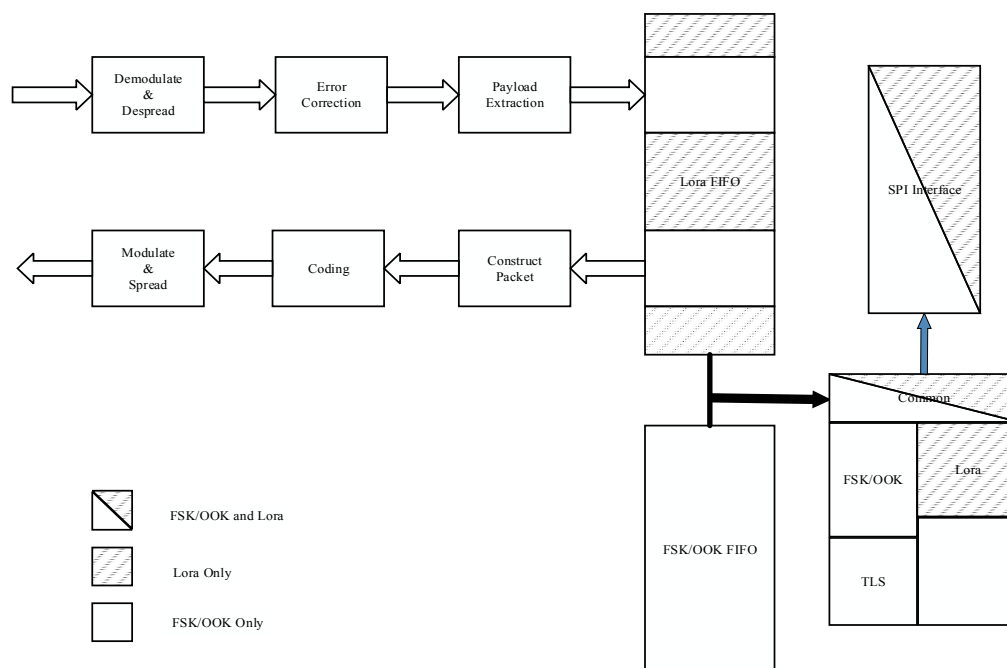 Demodulate
&
Despread
Error
Correction
Payload
Extraction
Lora FIFO
SPI Interface
Modulate
&
Spread
Coding
Construct
Packet
Common
FSK/OOK
Lora
TLS
FSK/OOK FIFO
FSK/OOK and Lora
Lora Only
FSK/OOK Only